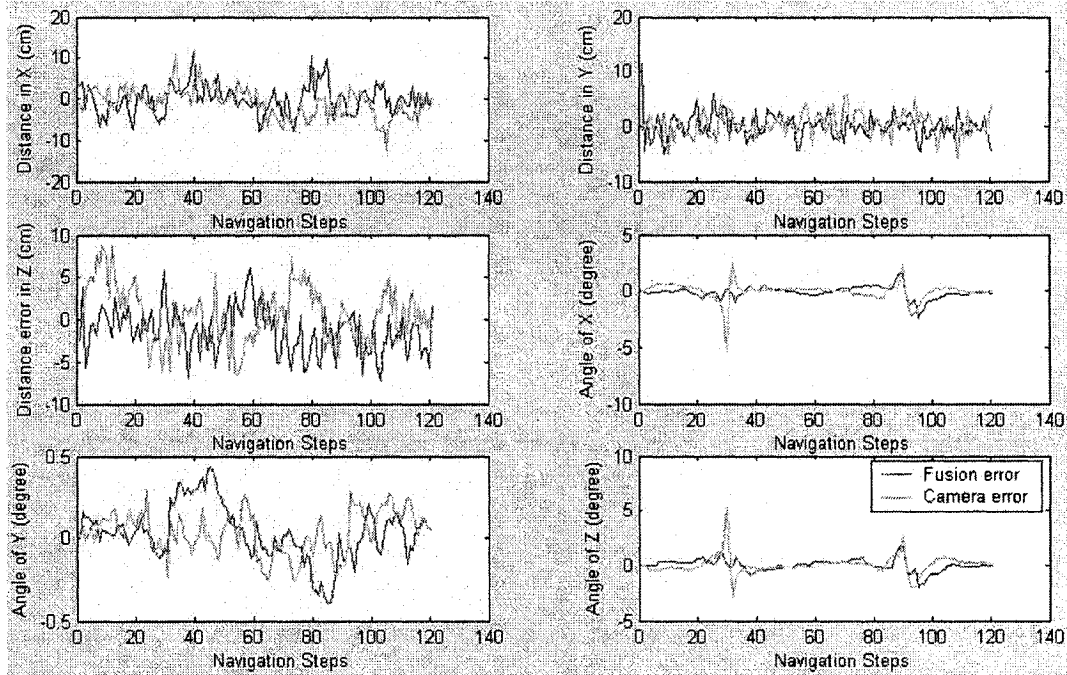 Distance in X (cm)
20
10
0
-10
-20
0 20 40 60 80 100 120 140
Navigation Steps
Distance in Y (cm)
20
10
0
-10
0 20 40 60 80 100 120 140
Navigation Steps
Distance error in Z (cm)
10
5
0
-5
-10
0 20 40 60 80 100 120 140
Navigation Steps
Angle of X (degree)
5
0
-5
-10
0 20 40 60 80 100 120 140
Navigation Steps
Angle of Y (degree)
0.5
0
-0.5
0 20 40 60 80 100 120 140
Navigation Steps
Angle of Z (degree)
10
5
0
-5
0 20 40 60 80 100 120 140
Navigation Steps
Fusion error
Camera error